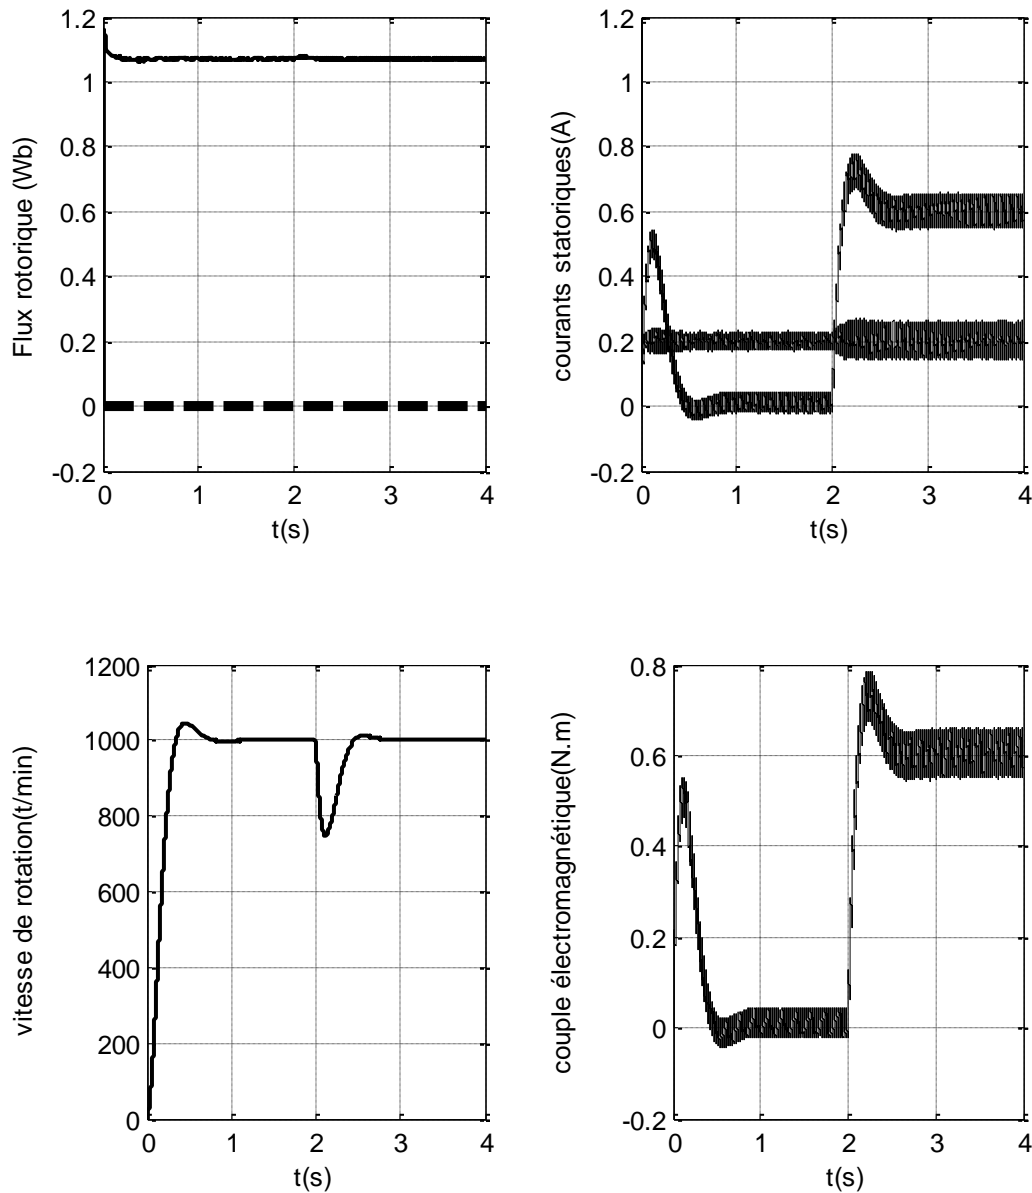 Flux rotorique (Wb)
1.2
1
0.8
0.6
0.4
0.2
0
-0.2
0 1 2 3 4
t(s)
courants statoriques(A)
1.2
1
0.8
0.6
0.4
0.2
0
-0.2
0 1 2 3 4
t(s)
vitesse de rotation(t/min)
1200
1000
800
600
400
200
0
0 1 2 3 4
t(s)
couple électromagnétique(N.m)
0.8
0.6
0.4
0.2
0
-0.2
0 1 2 3 4
t(s)